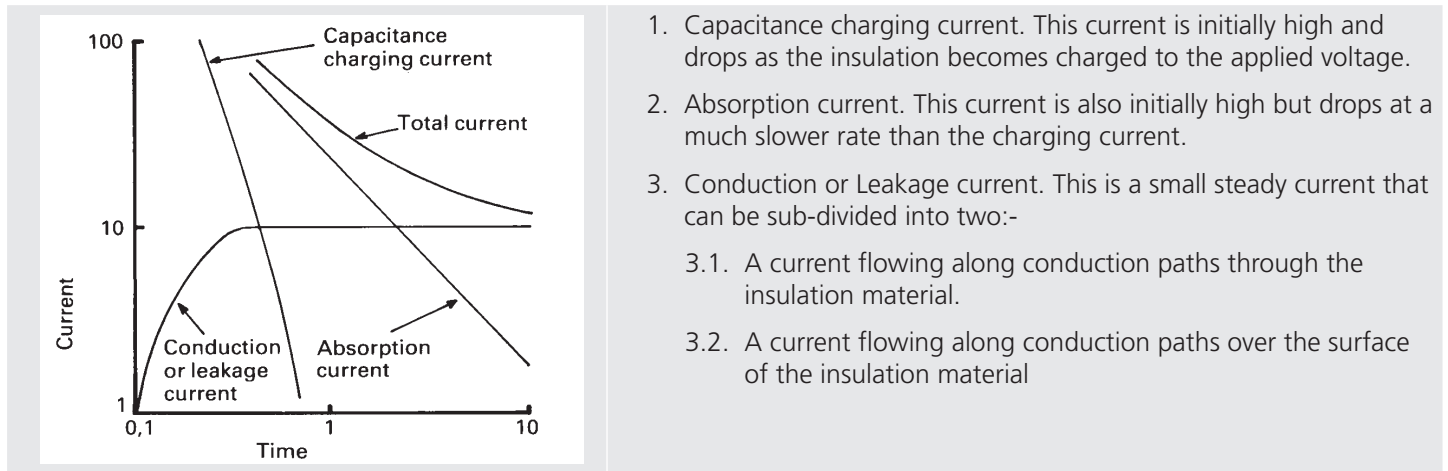 100
Capacitance
charging current
Total current
10
Current
Conduction
or leakage
current
Absorption
current
1
0,1
1
10
Time
1. Capacitance charging current. This current is initially high and
drops as the insulation becomes charged to the applied voltage.
2. Absorption current. This current is also initially high but drops at a
much slower rate than the charging current.
3. Conduction or Leakage current. This is a small steady current that
can be sub-divided into two:-
3.1. A current flowing along conduction paths through the
insulation material.
3.2. A current flowing along conduction paths over the surface
of the insulation material